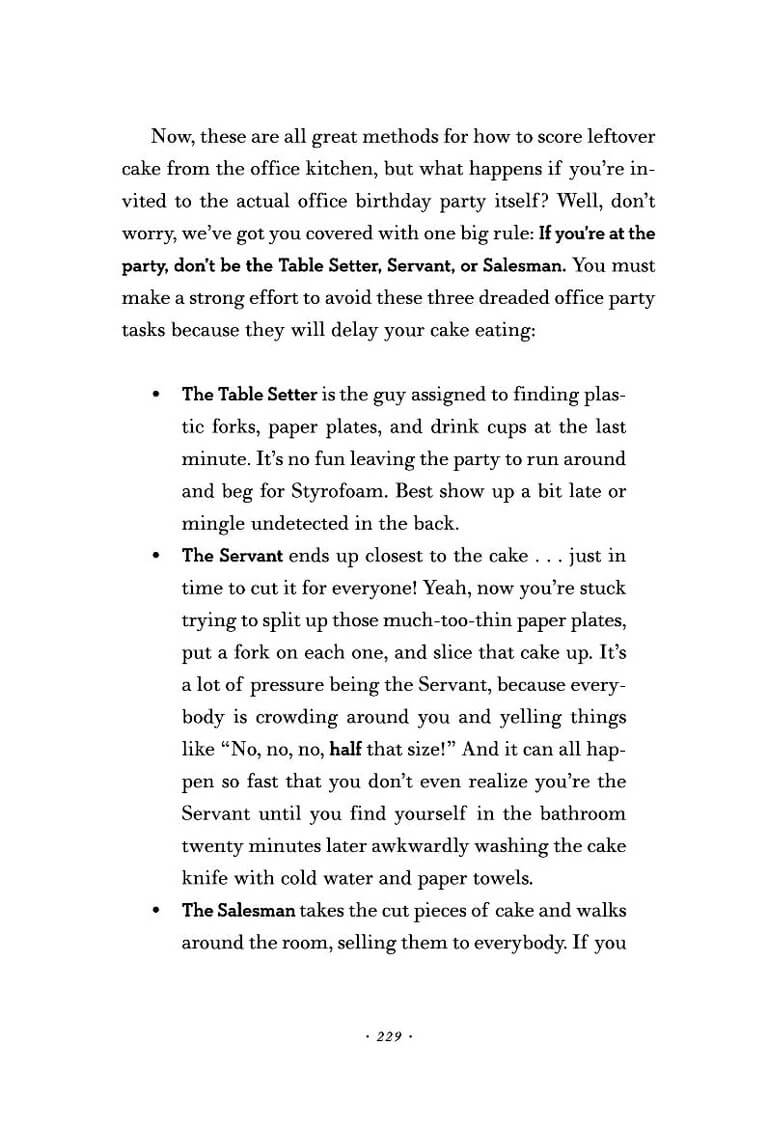 Now, these are all great methods for how to score leftover
cake from the office kitchen, but what happens if you’re in-
vited to the actual office birthday party itself? Well, don’t
worry, we’ve got you covered with one big rule: If you’re at the
party, don’t be the Table Setter, Servant, or Salesman. You must
make a strong effort to avoid these three dreaded office party
tasks because they will delay your cake eating:
• The Table Setter is the guy assigned to finding plas-
tic forks, paper plates, and drink cups at the last
minute. It’s no fun leaving the party to run around
and beg for Styrofoam. Best show up a bit late or
mingle undetected in the back.
• The Servant ends up closest to the cake . . . just in
time to cut it for everyone! Yeah, now you’re stuck
trying to split up those much-too-thin paper plates,
put a fork on each one, and slice that cake up. It’s
a lot of pressure being the Servant, because every-
body is crowding around you and yelling things
like “No, no, no, half that size!” And it can all hap-
pen so fast that you don’t even realize you’re the
Servant until you find yourself in the bathroom
twenty minutes later awkwardly washing the cake
knife with cold water and paper towels.
• The Salesman takes the cut pieces of cake and walks
around the room, selling them to everybody. If you
· 229 ·